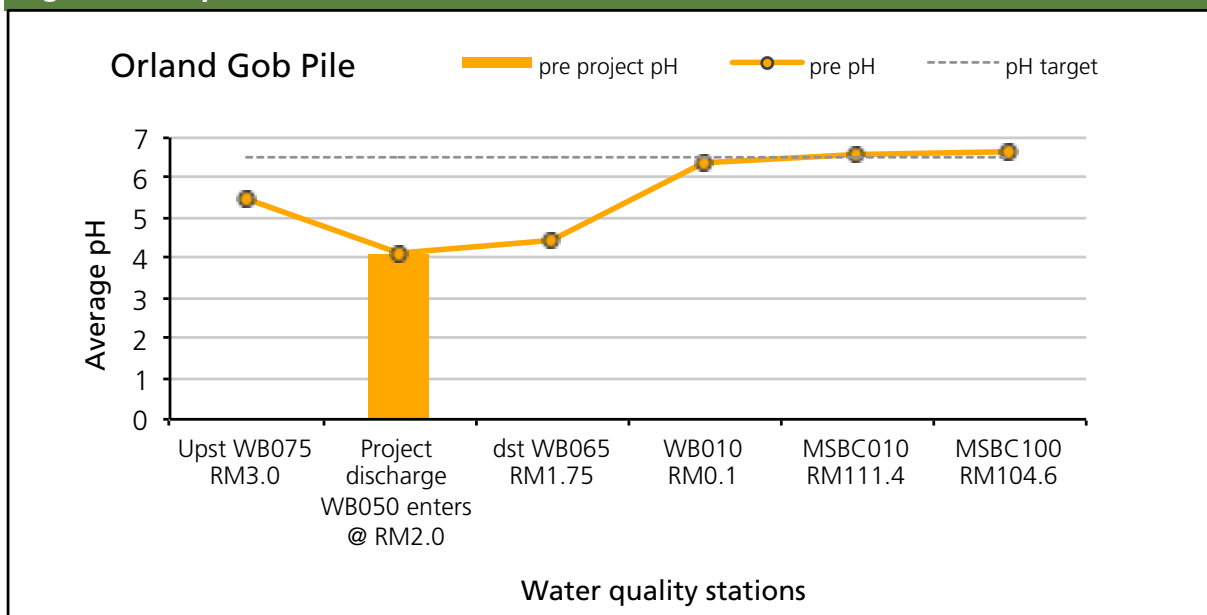 Orland Gob Pile
pre project pH
pre pH
pH target
Average pH
7
6
5
4
3
2
1
0
Upst WB075
RM3.0
Project
discharge
WB050 enters
@ RM2.0
dst WB065
RM1.75
WB010
RM0.1
MSBC010
RM111.4
MSBC100
RM104.6
Water quality stations